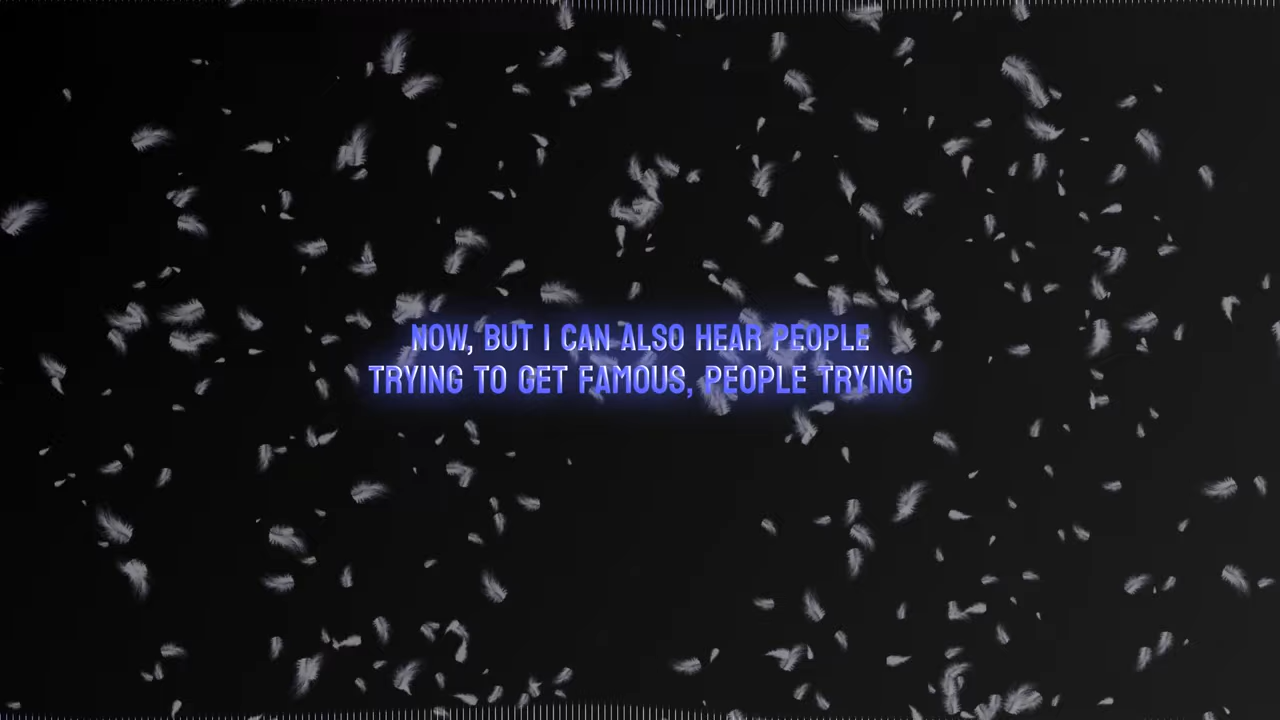 NOW, BUT I CAN ALSO HEAR PEOPLE
TRYING TO GET FAMOUS, PEOPLE TRYING